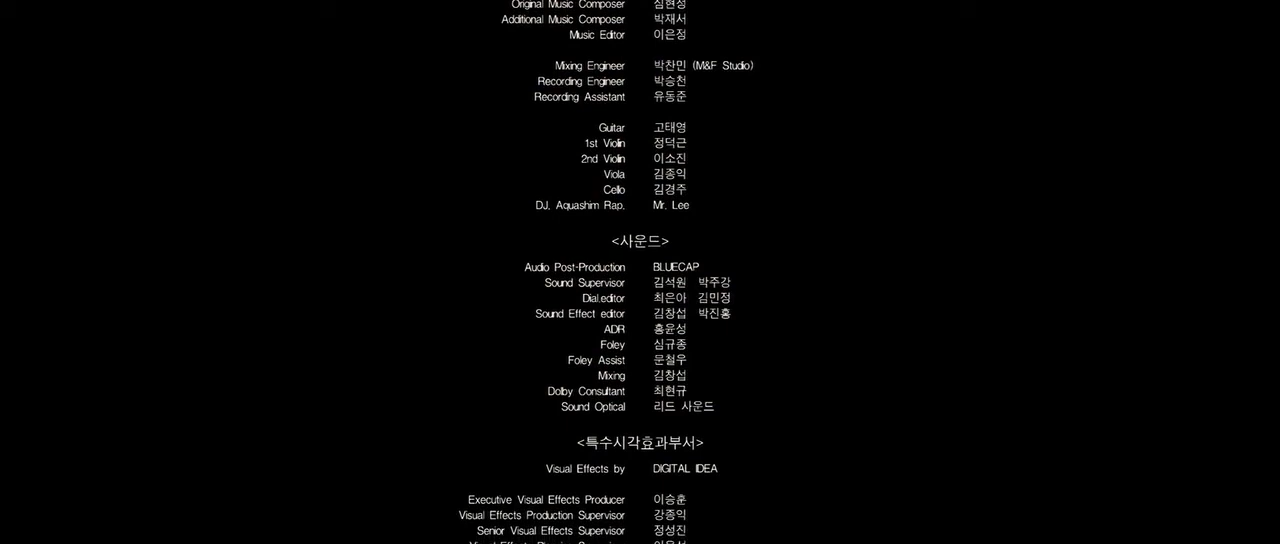 Original Music Composer 심현정
Additional Music Composer 박재서
Music Editor 이은정
Mixing Engineer 박찬민 (M&F Studio)
Recording Engineer 박승천
Recording Assistant 유동준
Guitar 고태영
1st Violin 정덕근
2nd Violin 이소진
Viola 김종익
Cello 김경주
DJ. Aquashim Rap. Mr. Lee
<사운드>
Audio Post-Production BLUECAP
Sound Supervisor 김석원 박주강
Dial.editor 최은아 김민정
Sound Effect editor 김창섭 박진홍
ADR 홍윤성
Foley 심규종
Foley Assist 문철우
Mixing 김창섭
Dolby Consultant 최현규
Sound Optical 리드 사운드
<특수시각효과부서>
Visual Effects by DIGITAL IDEA
Executive Visual Effects Producer 이승훈
Visual Effects Production Supervisor 강종익
Senior Visual Effects Supervisor 정성진